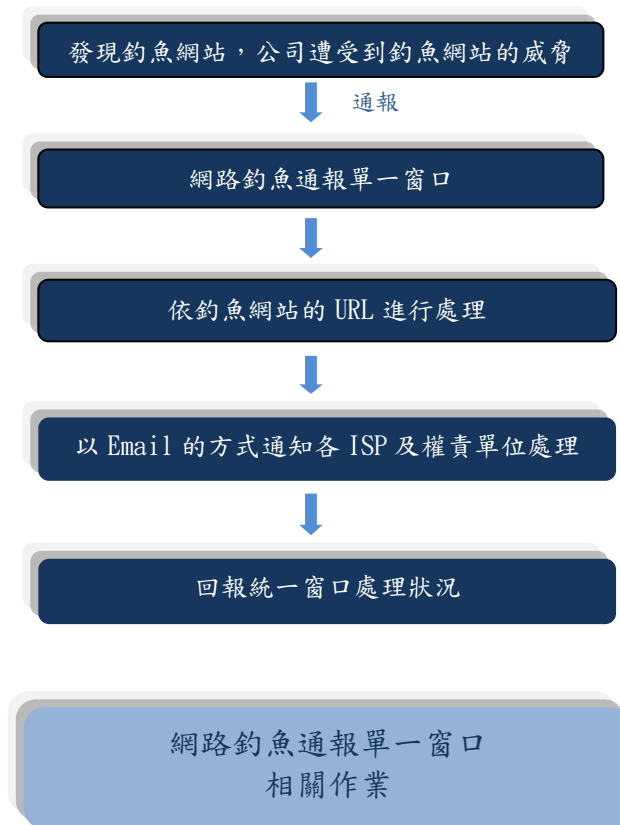 發現釣魚網站，公司遭受到釣魚網站的威脅
通報
網路釣魚通報單一窗口
依釣魚網站的 URL 進行處理
以 Email 的方式通知各 ISP 及權責單位處理
回報統一窗口處理狀況
網路釣魚通報單一窗口
相關作業